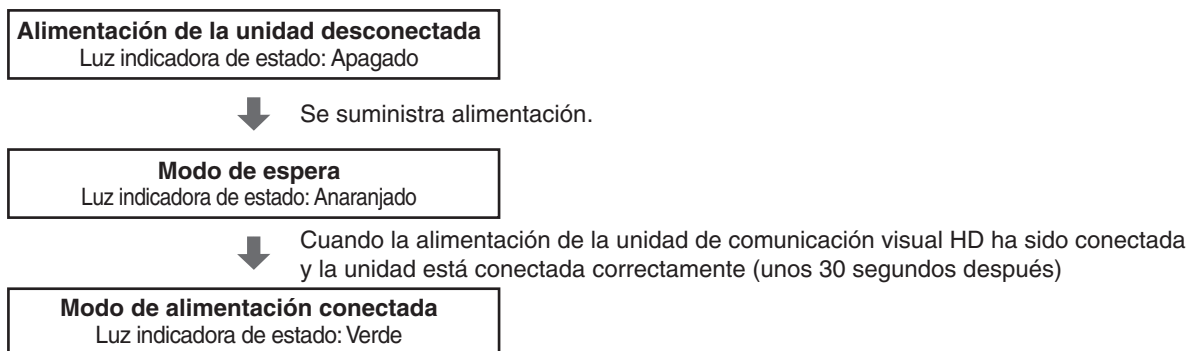 Alimentación de la unidad desconectada
Luz indicadora de estado: Apagado
Se suministra alimentación.
Modo de espera
Luz indicadora de estado: Anaranjado
Cuando la alimentación de la unidad de comunicación visual HD ha sido conectada
y la unidad está conectada correctamente (unos 30 segundos después)
Modo de alimentación conectada
Luz indicadora de estado: Verde